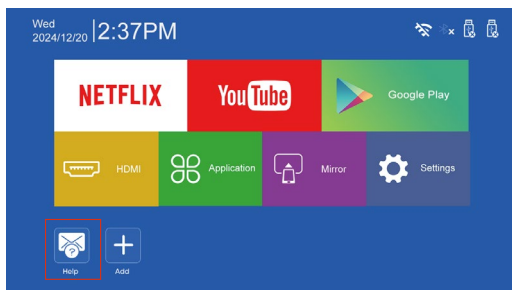 Wed
2024/12/20
2:37PM
NETFLIX
YouTube
Google Play
HDMI
Application
Mirror
Settings
?
Help
Add